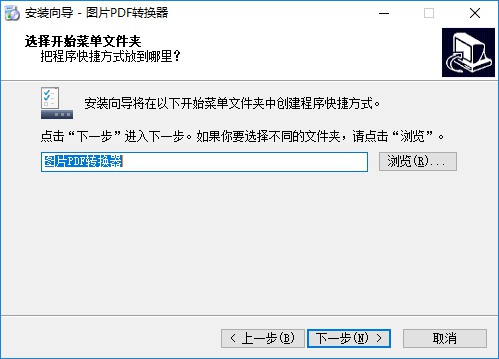 安装向导 - 图片PDF转换器
选择开始菜单文件夹
把程序快捷方式放到哪里？
安装向导将在以下开始菜单文件夹中创建程序快捷方式。
点击“下一步”进入下一步。如果你要选择不同的文件夹，请点击“浏览”。
图片PDF转换器
浏览(R)...
< 上一步(B)
下一步(N) >
取消